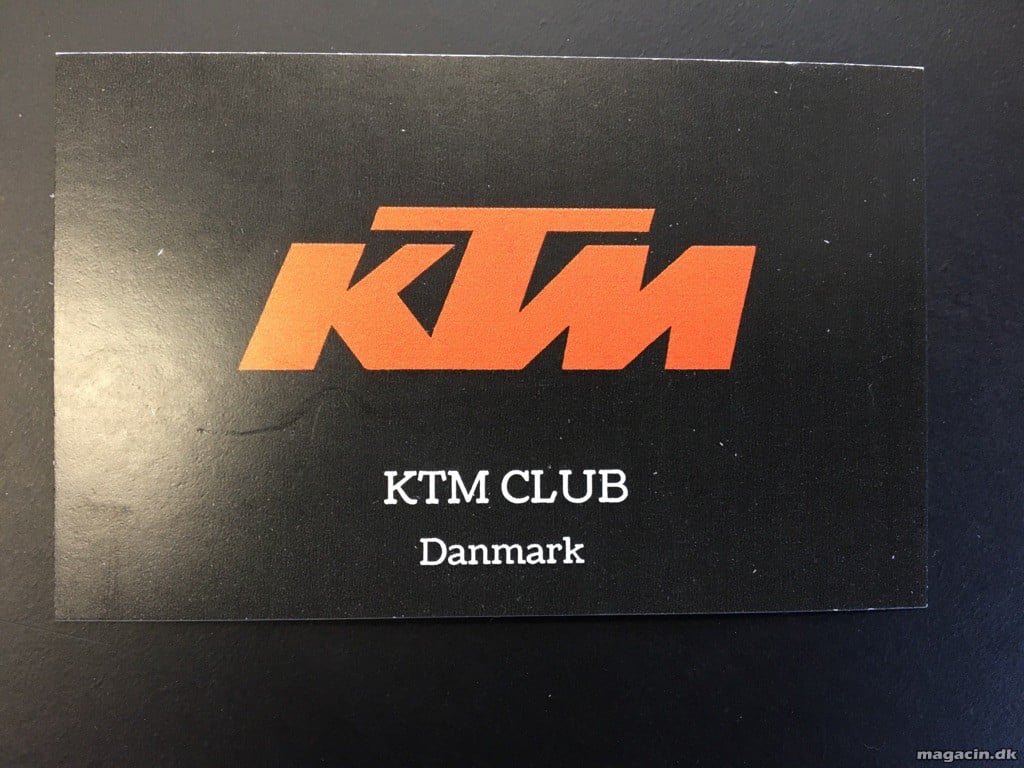 KTM
KTM CLUB
Danmark
magacin.dk